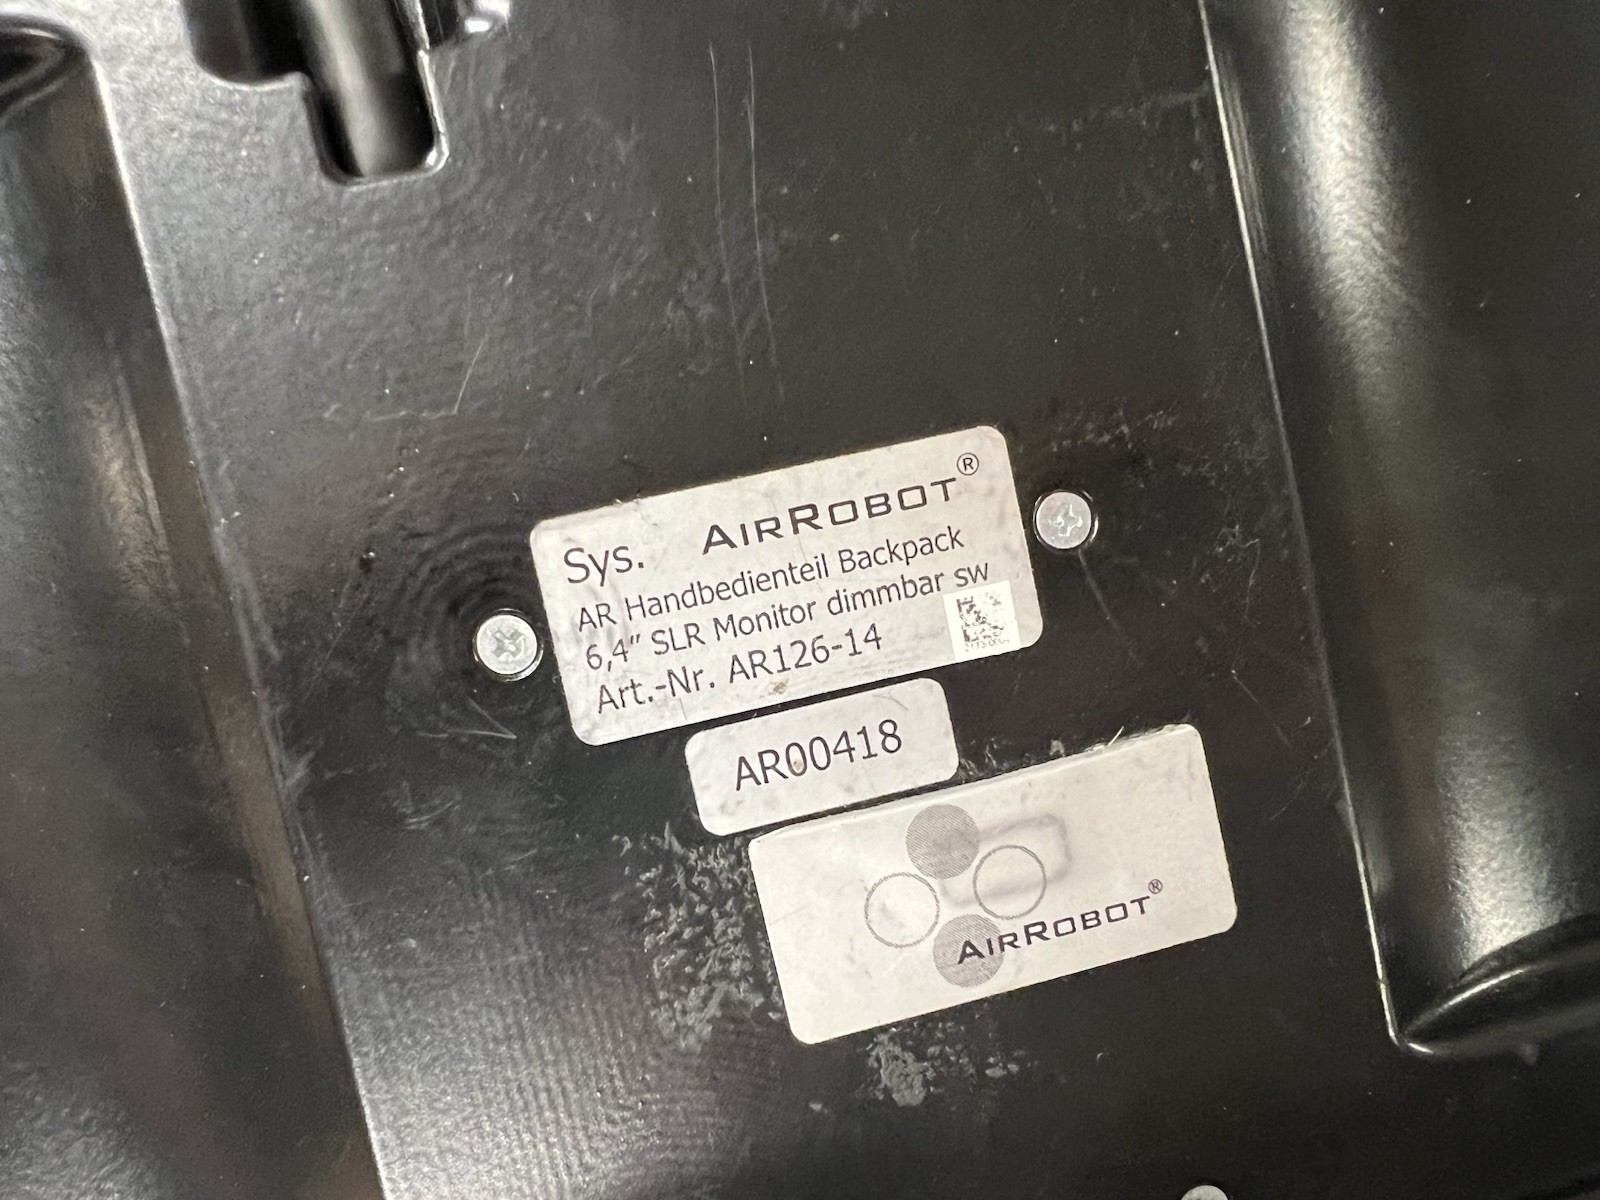 Sys. AIRROBOT®
AR Handbedienteil Backpack
6,4" SLR Monitor dimmbar sw
Art.-Nr. AR126-14
AR00418
AIRROBOT®